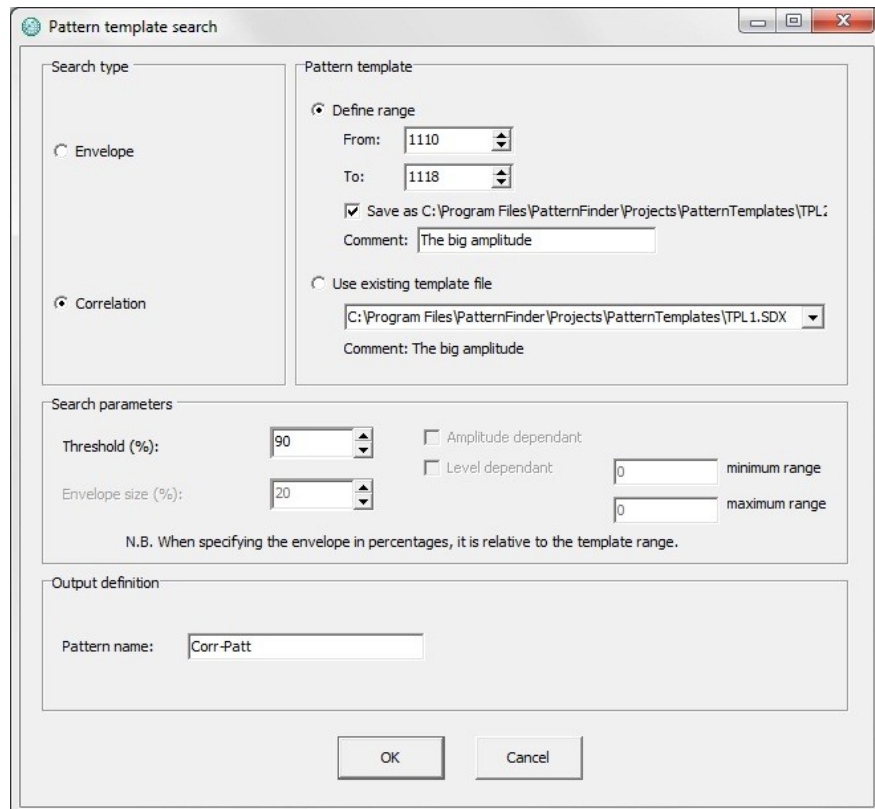 Pattern template search
Search type
Envelope
Correlation
Pattern template
Define range
From: 1110
To: 1118
Save as C:\Program Files\PatternFinder\Projects\PatternTemplates\TPL2
Comment: The big amplitude
Use existing template file
C:\Program Files\PatternFinder\Projects\PatternTemplates\TPL1.SDX
Comment: The big amplitude
Search parameters
Threshold (%): 90
Amplitude dependant
Level dependant
0 minimum range
Envelope size (%): 20
0 maximum range
N.B. When specifying the envelope in percentages, it is relative to the template range.
Output definition
Pattern name: Corr-Patt
OK Cancel